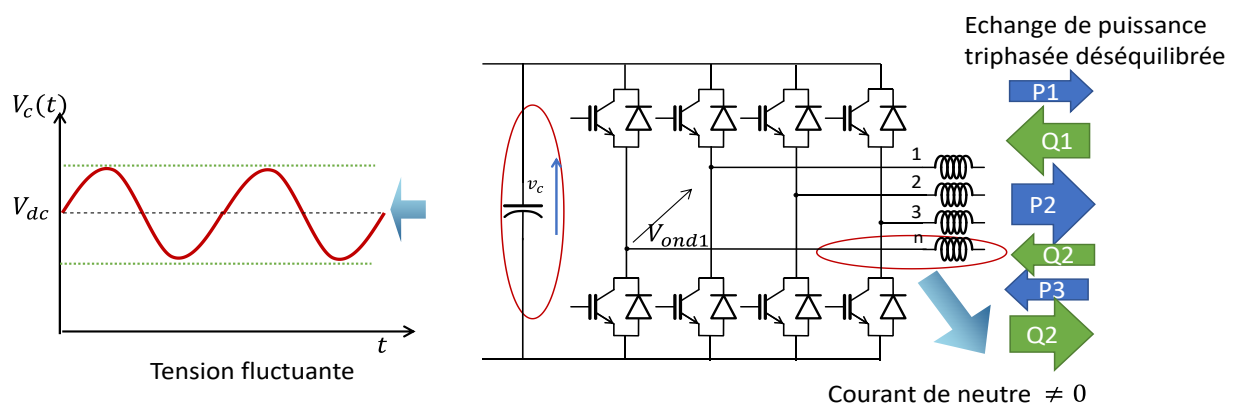 Echange de puissance
triphasée déséquilibrée
V_c(t)
V_dc
t
Tension fluctuante
v_c
V_ond1
1
2
3
n
P1
Q1
P2
Q2
P3
Q2
Courant de neutre ≠ 0